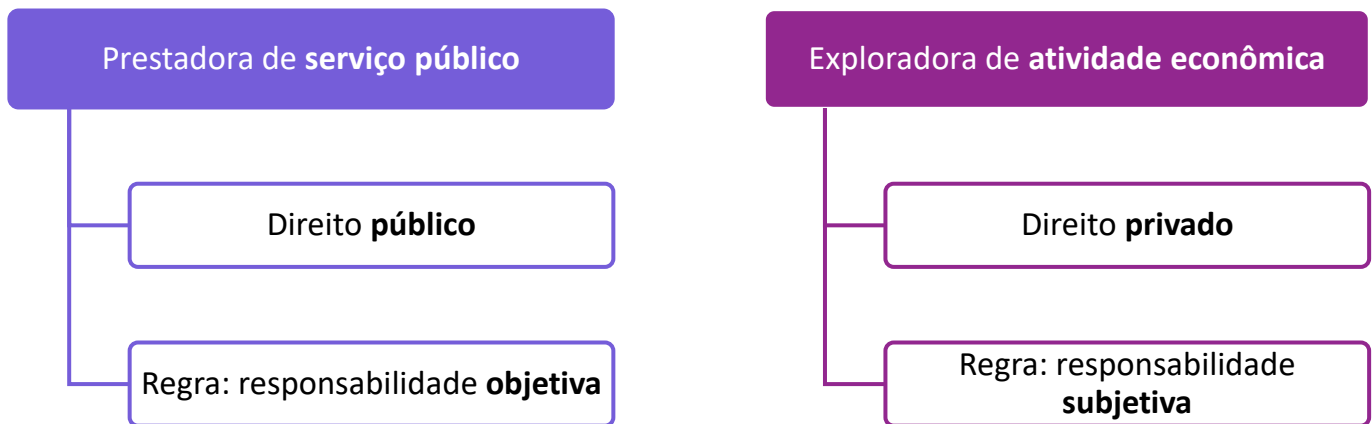 Prestadora de serviço público
Direito público
Regra: responsabilidade objetiva
Exploradora de atividade econômica
Direito privado
Regra: responsabilidade
subjetiva